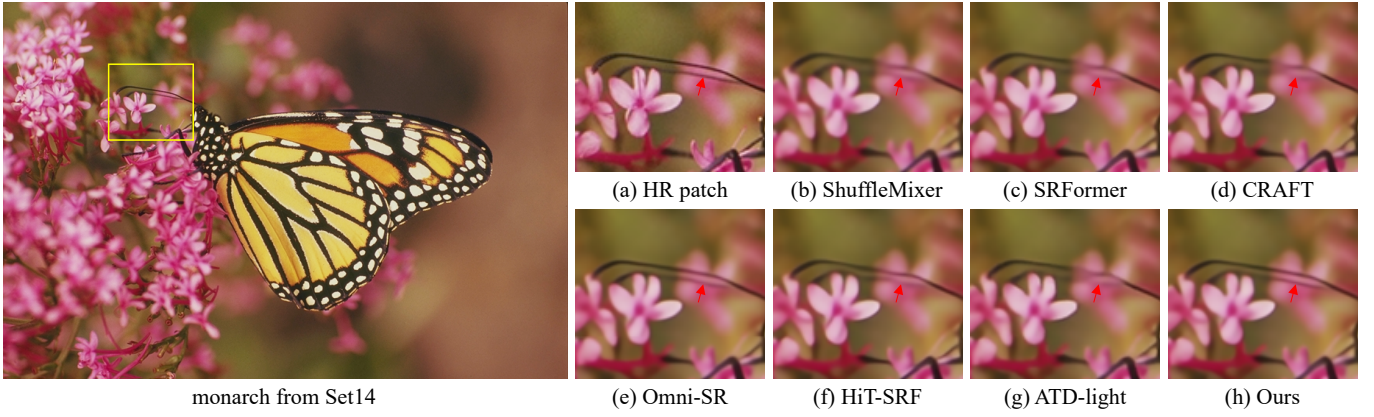 (a) HR patch
(b) ShuffleMixer
(c) SRFormer
(d) CRAFT
monarch from Set14
(e) Omni-SR
(f) HiT-SRF
(g) ATD-light
(h) Ours